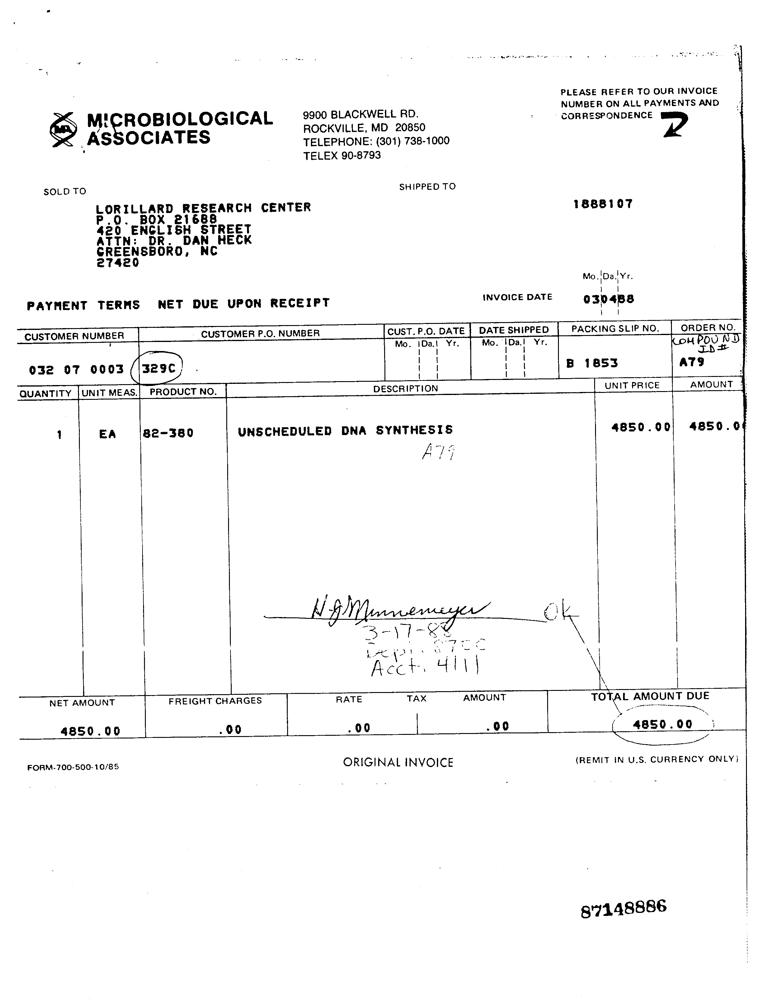 PLEASE REFER TO OUR INVOICE
NUMBER ON ALL PAYMENTS AND
CORRESPONDENCE
MA
MICROBIOLOGICAL
ASSOCIATES
9900 BLACKWELL RD.
ROCKVILLE, MD 20850
TELEPHONE: (301) 738-1000
TELEX 90-8793
SOLD TO
SHIPPED TO
LORILLARD RESEARCH CENTER
P.O. BOX 21688
420 ENGLISH STREET
ATTN: DR. DAN HECK
GREENSBORO, NC
27420
1888107
Mo. Da. Yr.
INVOICE DATE 030488
PAYMENT TERMS NET DUE UPON RECEIPT
CUSTOMER NUMBER CUSTOMER P.O. NUMBER CUST. P.O. DATE DATE SHIPPED PACKING SLIP NO. ORDER NO.
Mo. Da. Yr. Mo. Da. Yr. COMPOUND
ID#
032 07 0003 329C B 1853 A79
QUANTITY UNIT MEAS. PRODUCT NO. DESCRIPTION UNIT PRICE AMOUNT
1 EA 82-380 UNSCHEDULED DNA SYNTHESIS 4850.00 4850.0
A79
H J Minnemeyer OK
3-17-88
Dept. 8700
Acct. 4111
NET AMOUNT FREIGHT CHARGES RATE TAX AMOUNT TOTAL AMOUNT DUE
4850.00 .00 .00 .00 4850.00
FORM-700-500-10/85 ORIGINAL INVOICE (REMIT IN U.S. CURRENCY ONLY)
87148886